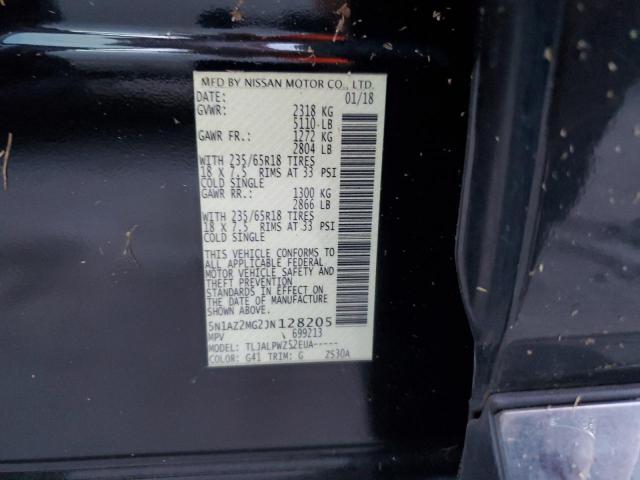 MFD BY NISSAN MOTOR CO., LTD.
DATE: 01/18
GVWR: 2318 KG
5110 LB
GAWR FR.: 1272 KG
2804 LB
WITH 235/65R18 TIRES
18 X 7.5 RIMS AT 33 PSI
COLD SINGLE
GAWR RR.: 1300 KG
2866 LB
WITH 235/65R18 TIRES
18 X 7.5 RIMS AT 33 PSI
COLD SINGLE
THIS VEHICLE CONFORMS TO
ALL APPLICABLE FEDERAL
MOTOR VEHICLE SAFETY AND
THEFT PREVENTION
STANDARDS IN EFFECT ON
THE DATE OF MANUFACTURE
SHOWN ABOVE.
5N1AZ2MG2JN128205
MPV 699213
MODEL: TLJALPWZS2EUA-----
COLOR: G41 TRIM: G ZS30A